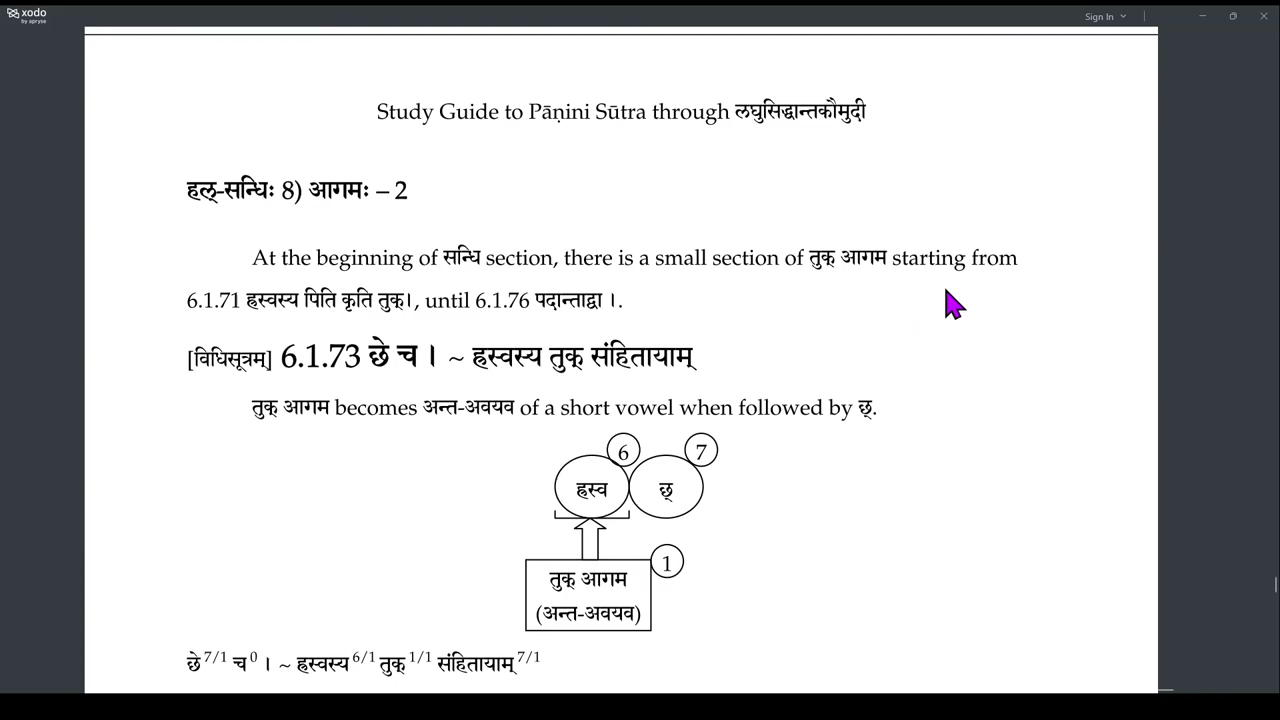 xodo
by apryse
Sign In
Study Guide to Pāṇini Sūtra through लघुसिद्धान्तकौमुदी
हल्-सन्धिः 8) आगमः – 2
At the beginning of सन्धि section, there is a small section of तुक् आगम starting from
6.1.71 ह्रस्वस्य पिति कृति तुक्।, until 6.1.76 पदान्ताद्वा ।.
[विधिसूत्रम्] 6.1.73 छे च । ~ ह्रस्वस्य तुक् संहितायाम्
तुक् आगम becomes अन्त-अवयव of a short vowel when followed by छ्.
6 7
ह्रस्व छ्
1
तुक् आगम
(अन्त-अवयव)
छे 7/1 च 0 । ~ ह्रस्वस्य 6/1 तुक् 1/1 संहितायाम् 7/1